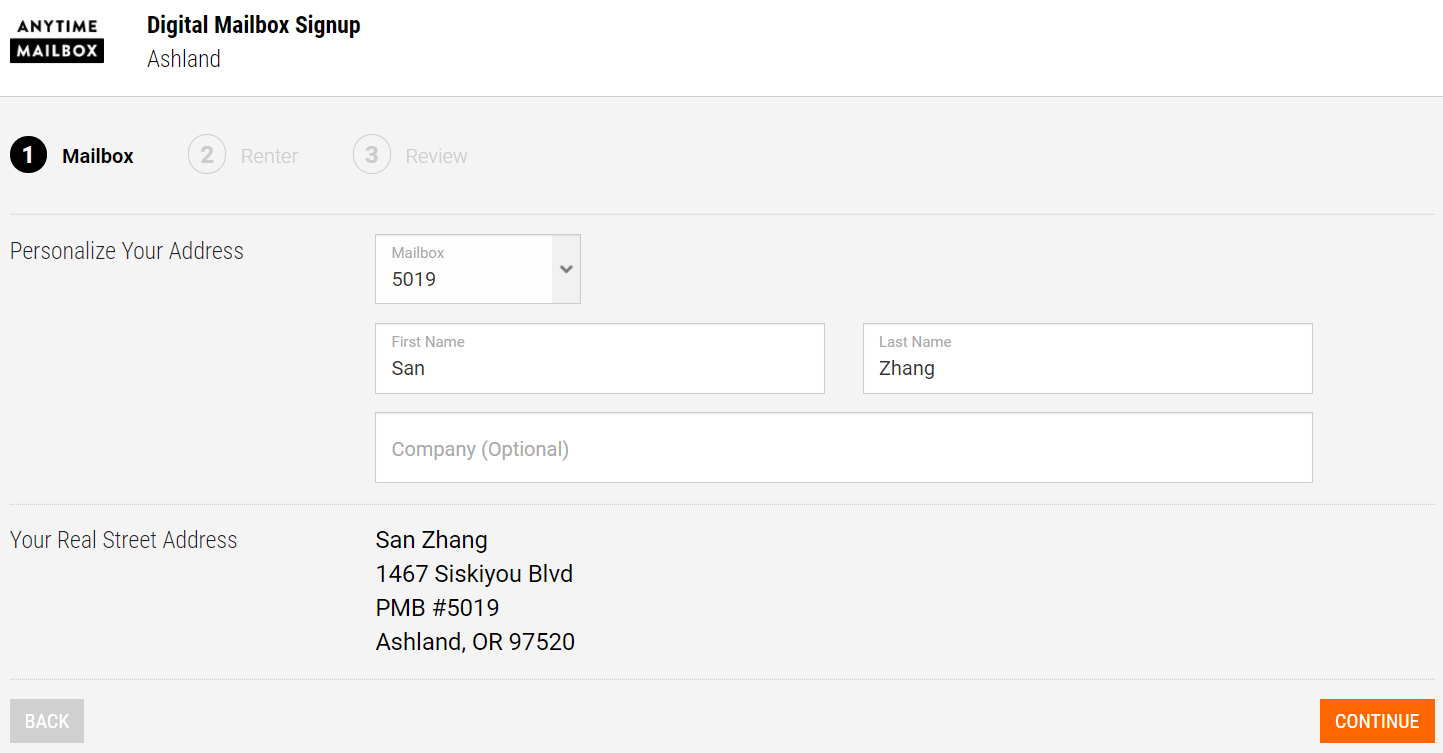 ANYTIME
MAILBOX
Digital Mailbox Signup
Ashland
1 Mailbox 2 Renter 3 Review
Personalize Your Address
Mailbox
5019
First Name
San
Last Name
Zhang
Company (Optional)
Your Real Street Address
San Zhang
1467 Siskiyou Blvd
PMB #5019
Ashland, OR 97520
BACK
CONTINUE